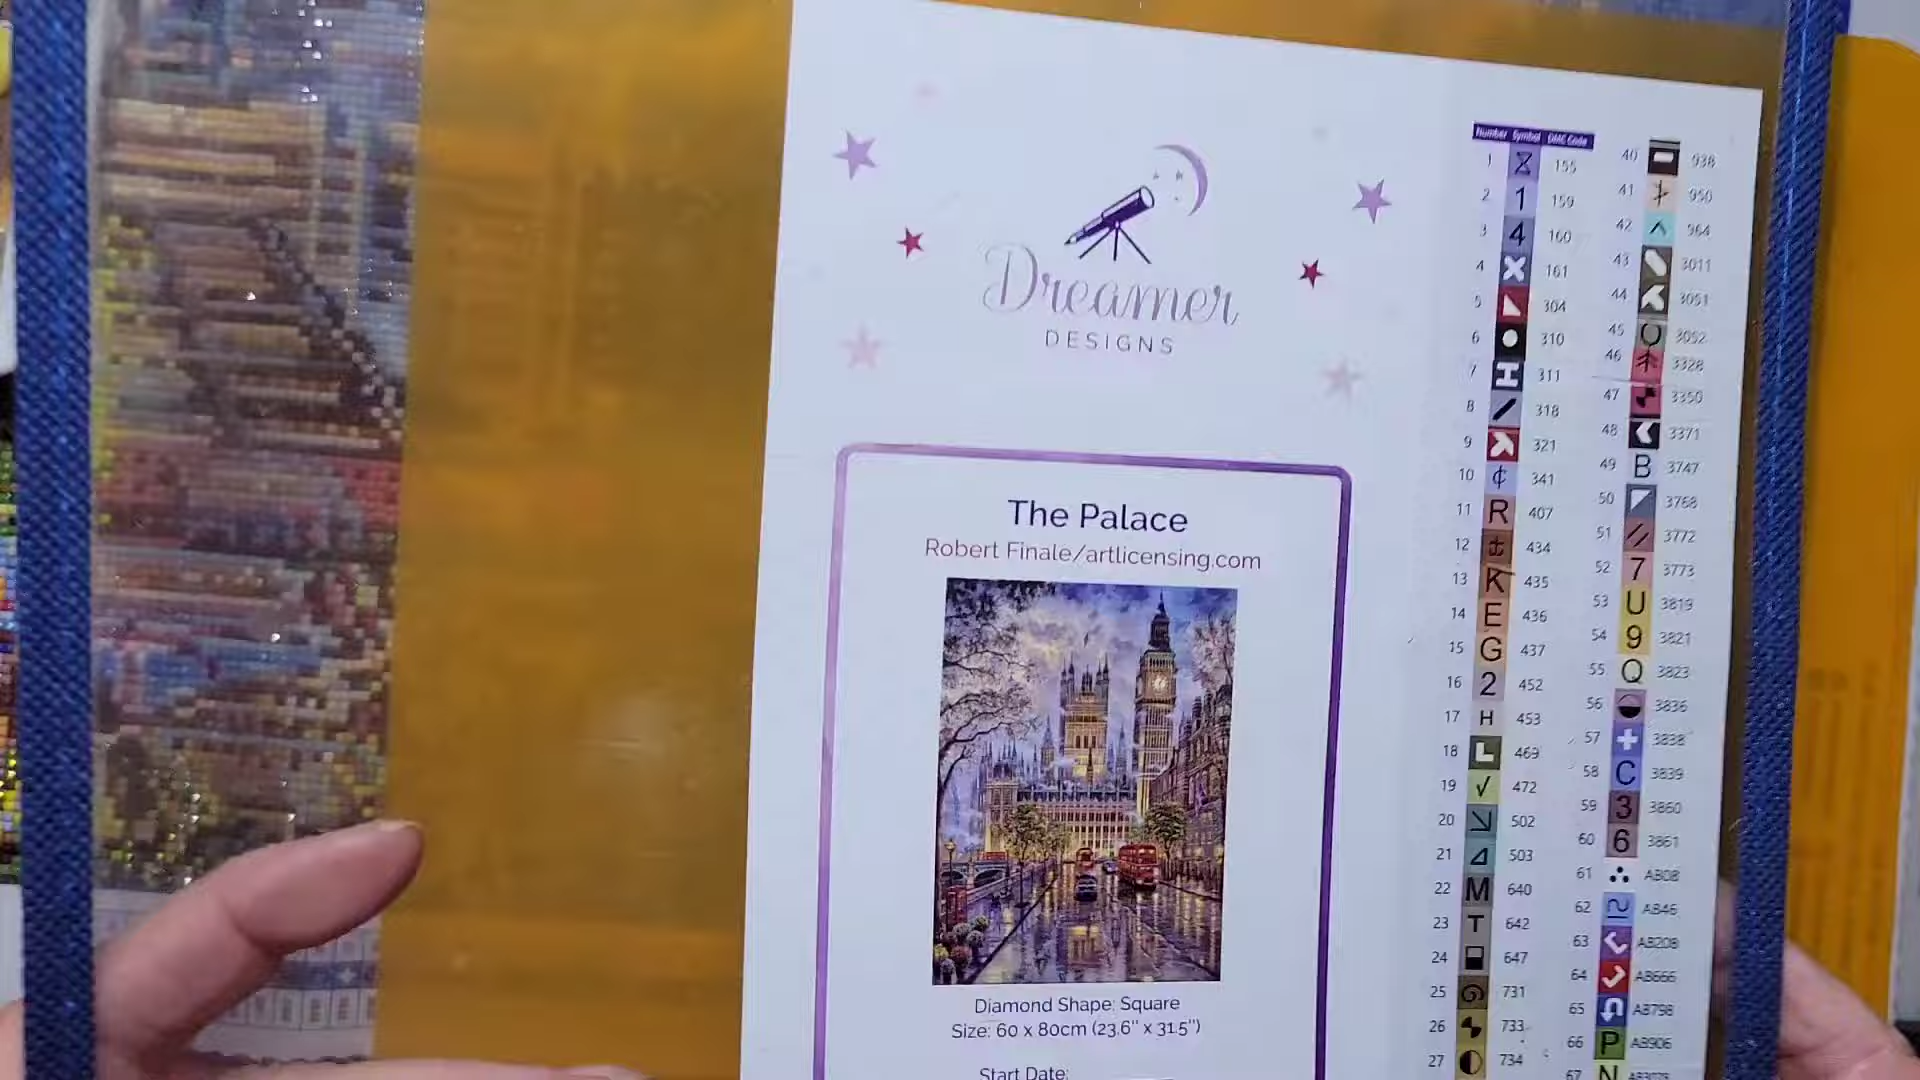 Dreamer
DESIGNS
The Palace
Robert Finale/artlicensing.com
Diamond Shape: Square
Size: 60 x 80cm (23.6" x 31.5")
Start Date:
Number Symbol DMC Code
1 155
2 1 159
3 4 160
4 161
5 304
6 310
7 311
8 318
9 321
10 ¢ 341
11 R 407
12 434
13 K 435
14 E 436
15 G 437
16 2 452
17 H 453
18 L 469
19 √ 472
20 502
21 503
22 M 640
23 T 642
24 647
25 731
26 733
27 734
40 938
41 950
42 964
43 3011
44 3051
45 3052
46 3328
47 3350
48 3371
49 B 3747
50 3768
51 // 3772
52 7 3773
53 U 3819
54 9 3821
55 Q 3823
56 3836
57 + 3838
58 C 3839
59 3 3860
60 6 3861
61 AB08
62 AB46
63 AB208
64 AB666
65 AB798
66 P AB906
67 N